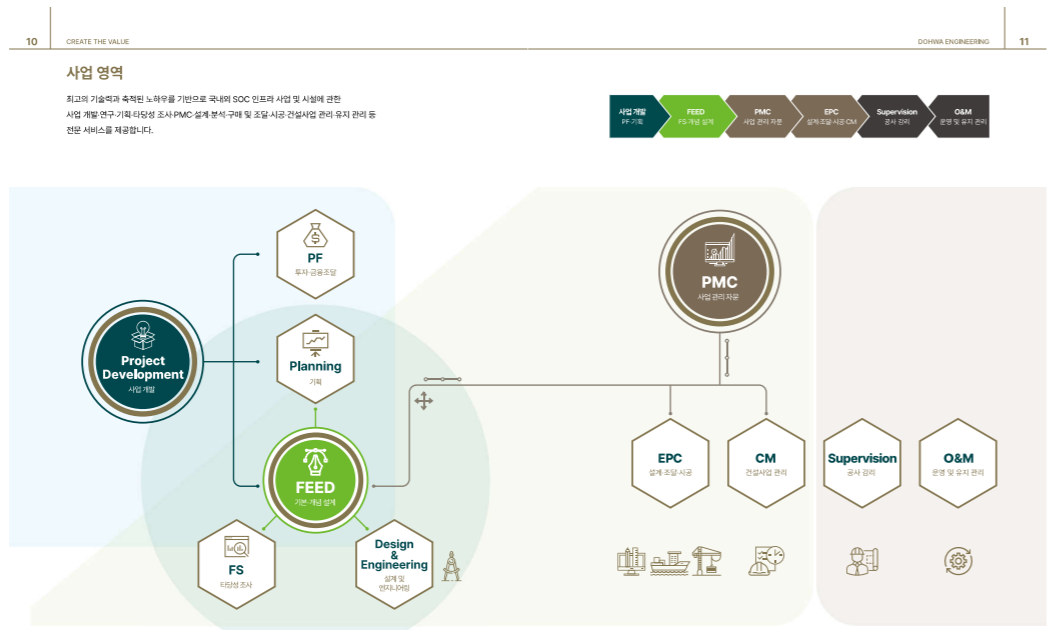 10
CREATE THE VALUE
DOHWA ENGINEERING
11
사업 영역
최고의 기술력과 축적된 노하우를 기반으로 국내외 SOC 인프라 사업 및 시설에 관한
사업 개발·연구·기획·타당성 조사·PMC·설계·분석·구매 및 조달·시공·건설사업 관리·유지 관리 등
전문 서비스를 제공합니다.
사업 개발
PF·기획
FEED
FS·개념 설계
PMC
사업 관리 자문
EPC
설계·조달·시공·CM
Supervision
공사 감리
O&M
운영 및 유지 관리
PF
투자·금융조달
Project
Development
사업 개발
Planning
기획
FEED
기본·개념 설계
FS
타당성 조사
Design
&
Engineering
설계 및
엔지니어링
PMC
사업 관리 자문
EPC
설계·조달·시공
CM
건설사업 관리
Supervision
공사 감리
O&M
운영 및 유지 관리